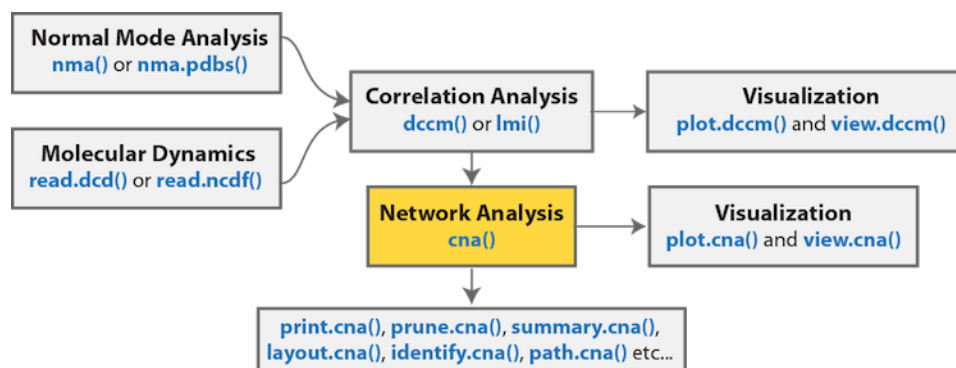 Normal Mode Analysis
nma() or nma.pdbs()
Molecular Dynamics
read.dcd() or read.ncdf()
Correlation Analysis
dccm() or lmi()
Visualization
plot.dccm() and view.dccm()
Network Analysis
cna()
Visualization
plot.cna() and view.cna()
print.cna(), prune.cna(), summary.cna(),
layout.cna(), identify.cna(), path.cna() etc...